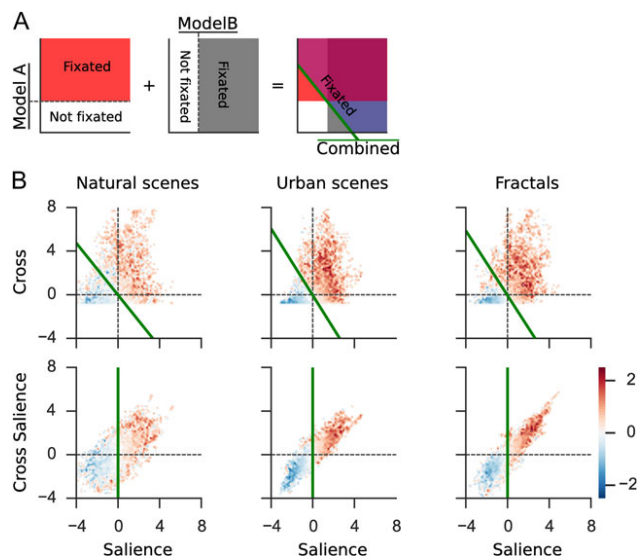 A
ModelB
Model A
Fixated
Not fixated
+
Not fixated
Fixated
=
Fixated
Combined
B
Natural scenes
Urban scenes
Fractals
Cross
8
4
0
−4
Cross Salience
8
4
0
−4
2
0
−2
−4 0 4 8
−4 0 4 8
−4 0 4 8
Salience
Salience
Salience